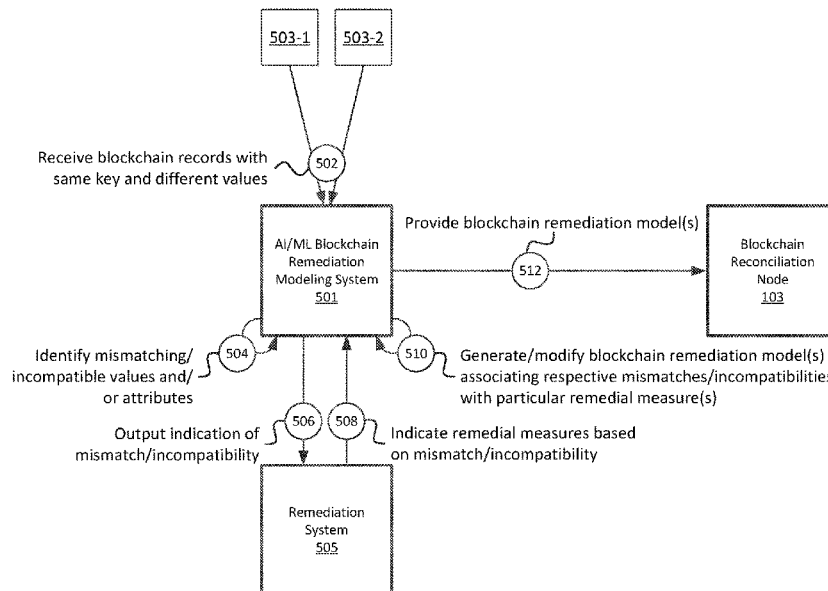 503-1
503-2
Receive blockchain records with
same key and different values
502
AI/ML Blockchain
Remediation
Modeling System
501
Provide blockchain remediation model(s)
512
Blockchain
Reconciliation
Node
103
Identify mismatching/
incompatible values and/
or attributes
504
510
Generate/modify blockchain remediation model(s)
associating respective mismatches/incompatibilities
with particular remedial measure(s)
Output indication of
mismatch/incompatibility
506
508
Indicate remedial measures based
on mismatch/incompatibility
Remediation
System
505